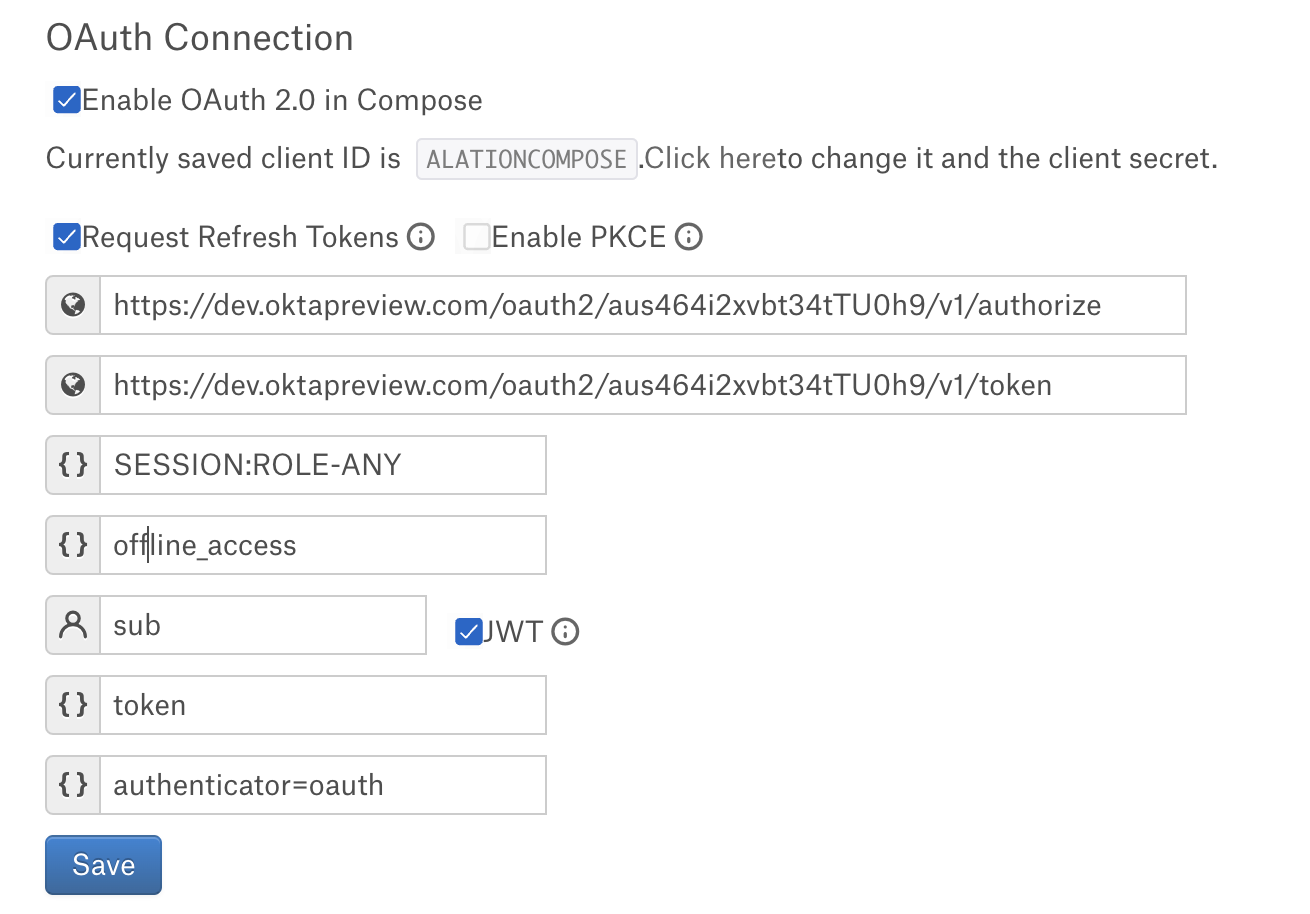 OAuth Connection
Enable OAuth 2.0 in Compose
Currently saved client ID is ALATIONCOMPOSE .Click hereto change it and the client secret.
Request Refresh Tokens Enable PKCE
https://dev.oktapreview.com/oauth2/aus464i2xvbt34tTU0h9/v1/authorize
https://dev.oktapreview.com/oauth2/aus464i2xvbt34tTU0h9/v1/token
{} SESSION:ROLE-ANY
{} offline_access
sub JWT
{} token
{} authenticator=oauth
Save